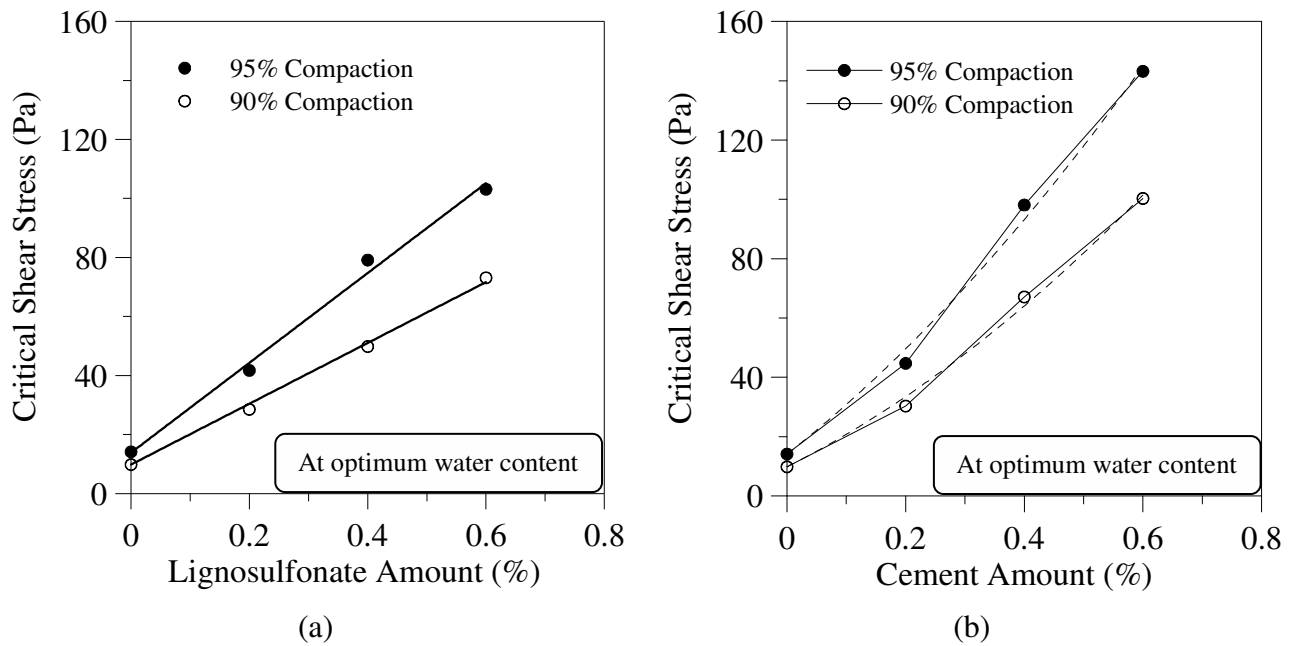 160
120
80
40
0
Critical Shear Stress (Pa)
95% Compaction
90% Compaction
At optimum water content
0 0.2 0.4 0.6 0.8
Lignosulfonate Amount (%)
(a)
160
120
80
40
0
Critical Shear Stress (Pa)
95% Compaction
90% Compaction
At optimum water content
0 0.2 0.4 0.6 0.8
Cement Amount (%)
(b)